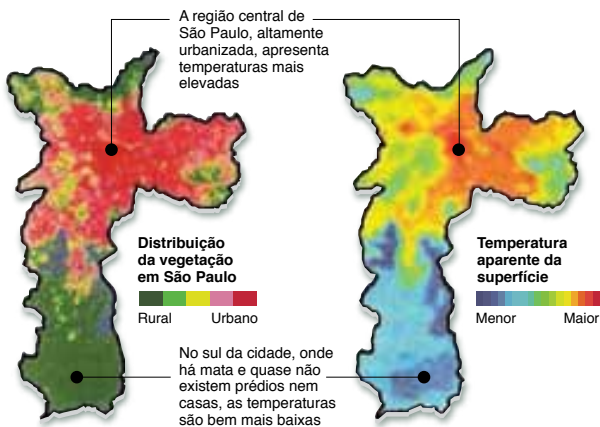 A região central de
São Paulo, altamente
urbanizada, apresenta
temperaturas mais
elevadas
Distribuição
da vegetação
em São Paulo
Rural Urbano
Temperatura
aparente da
superfície
Menor Maior
No sul da cidade, onde
há mata e quase não
existem prédios nem
casas, as temperaturas
são bem mais baixas